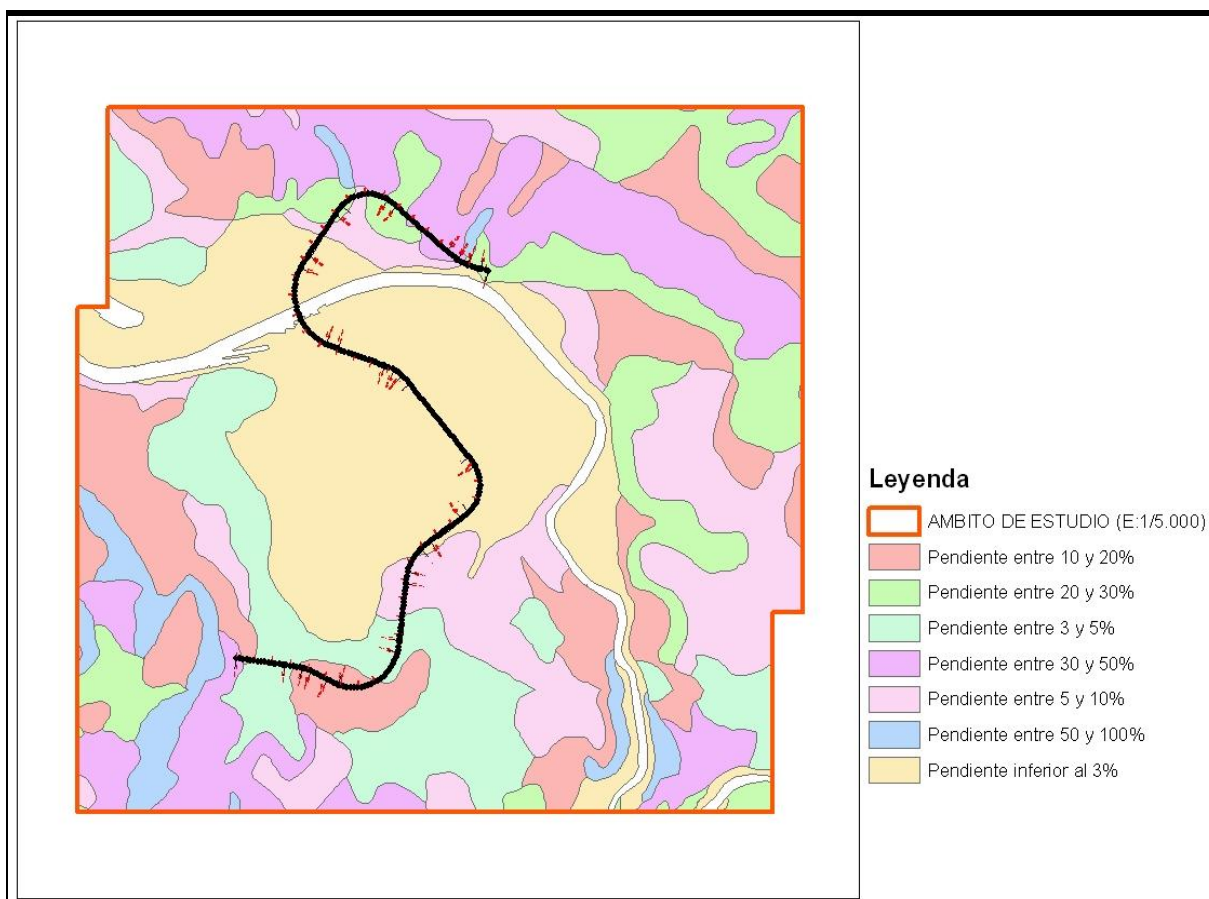 Leyenda
AMBITO DE ESTUDIO (E:1/5.000)
Pendiente entre 10 y 20%
Pendiente entre 20 y 30%
Pendiente entre 3 y 5%
Pendiente entre 30 y 50%
Pendiente entre 5 y 10%
Pendiente entre 50 y 100%
Pendiente inferior al 3%